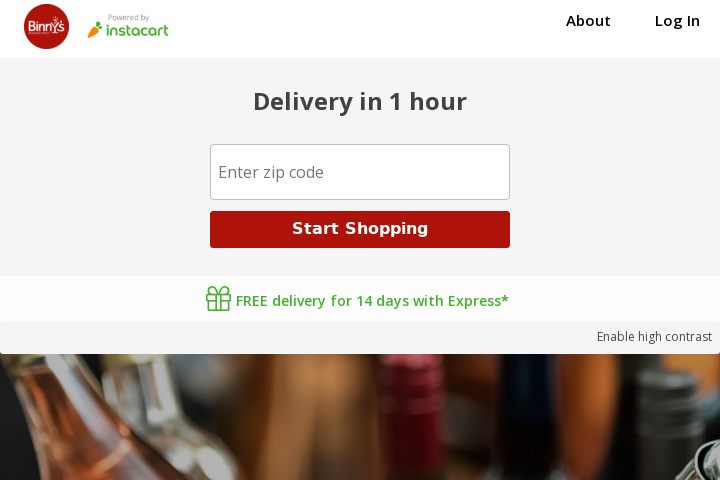 Binny's
Powered by
instacart
About
Log In
Delivery in 1 hour
Enter zip code
Start Shopping
FREE delivery for 14 days with Express*
Enable high contrast